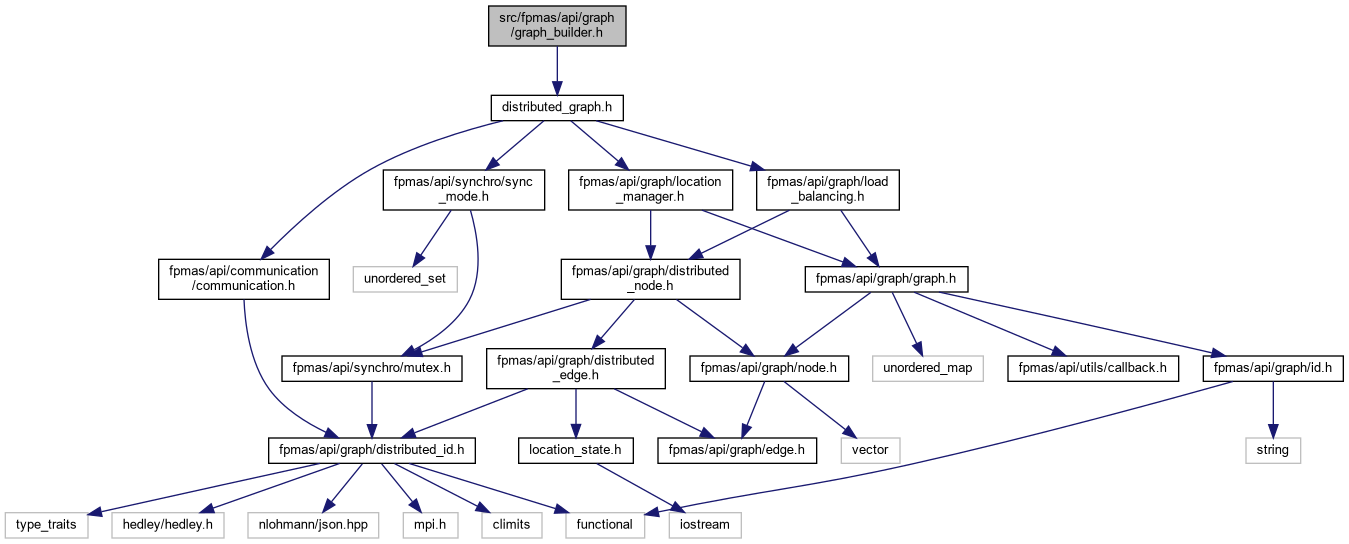 src/fpmas/api/graph
/graph_builder.h
distributed_graph.h
fpmas/api/synchro/sync
_mode.h
fpmas/api/graph/location
_manager.h
fpmas/api/graph/load
_balancing.h
fpmas/api/communication
/communication.h
unordered_set
fpmas/api/graph/distributed
_node.h
fpmas/api/graph/graph.h
fpmas/api/synchro/mutex.h
fpmas/api/graph/distributed
_edge.h
fpmas/api/graph/node.h
unordered_map
fpmas/api/utils/callback.h
fpmas/api/graph/id.h
fpmas/api/graph/distributed_id.h
location_state.h
fpmas/api/graph/edge.h
vector
string
type_traits
hedley/hedley.h
nlohmann/json.hpp
mpi.h
climits
functional
iostream